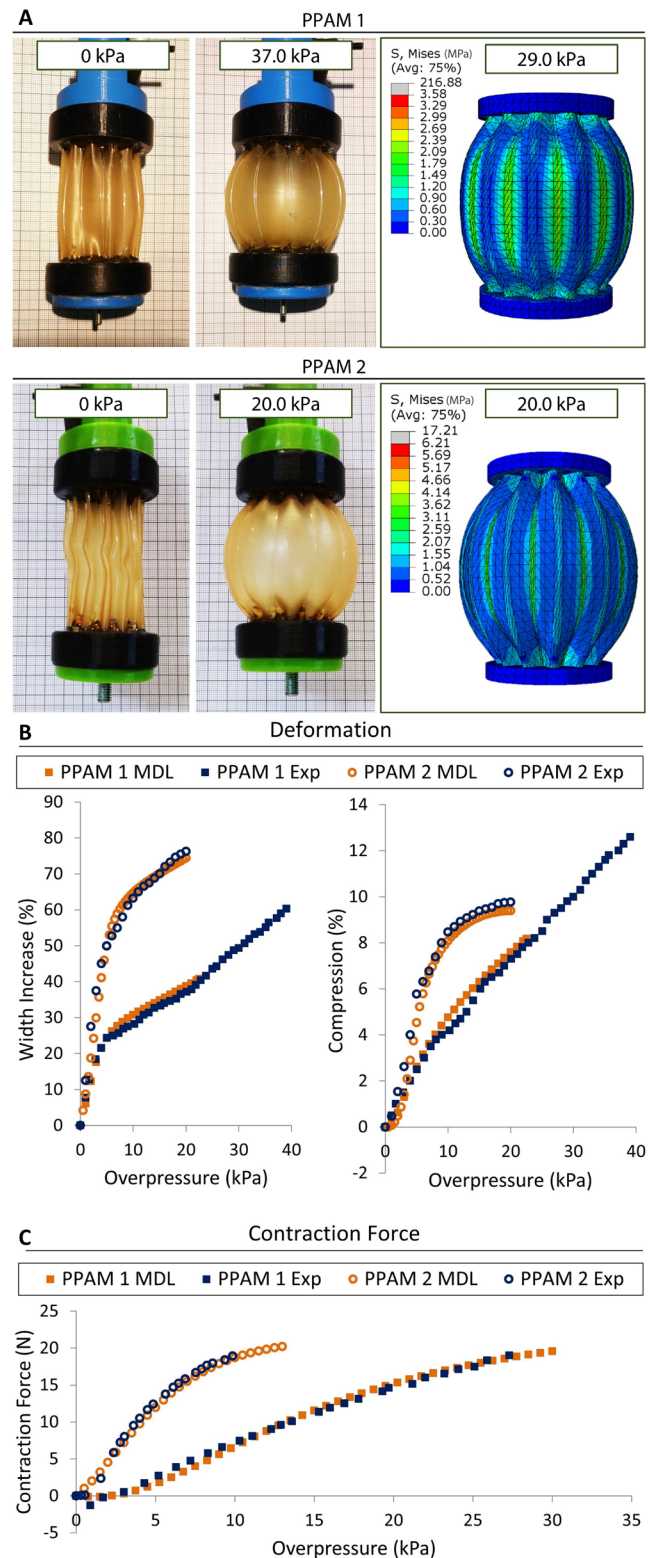 A
PPAM 1
0 kPa
37.0 kPa
S, Mises (MPa)
(Avg: 75%)
29.0 kPa
216.88
3.58
3.29
2.99
2.69
2.39
2.09
1.79
1.49
1.20
0.90
0.60
0.30
0.00
PPAM 2
0 kPa
20.0 kPa
S, Mises (MPa)
(Avg: 75%)
20.0 kPa
17.21
6.21
5.69
5.17
4.66
4.14
3.62
3.11
2.59
2.07
1.55
1.04
0.52
0.00
B
Deformation
PPAM 1 MDL PPAM 1 Exp PPAM 2 MDL PPAM 2 Exp
Width Increase (%)
90
80
70
60
50
40
30
20
10
0
0 10 20 30 40
Overpressure (kPa)
Compression (%)
14
12
10
8
6
4
2
0
-2
0 10 20 30 40
Overpressure (kPa)
C
Contraction Force
PPAM 1 MDL PPAM 1 Exp PPAM 2 MDL PPAM 2 Exp
Contraction Force (N)
25
20
15
10
5
0
-5
0 5 10 15 20 25 30 35
Overpressure (kPa)